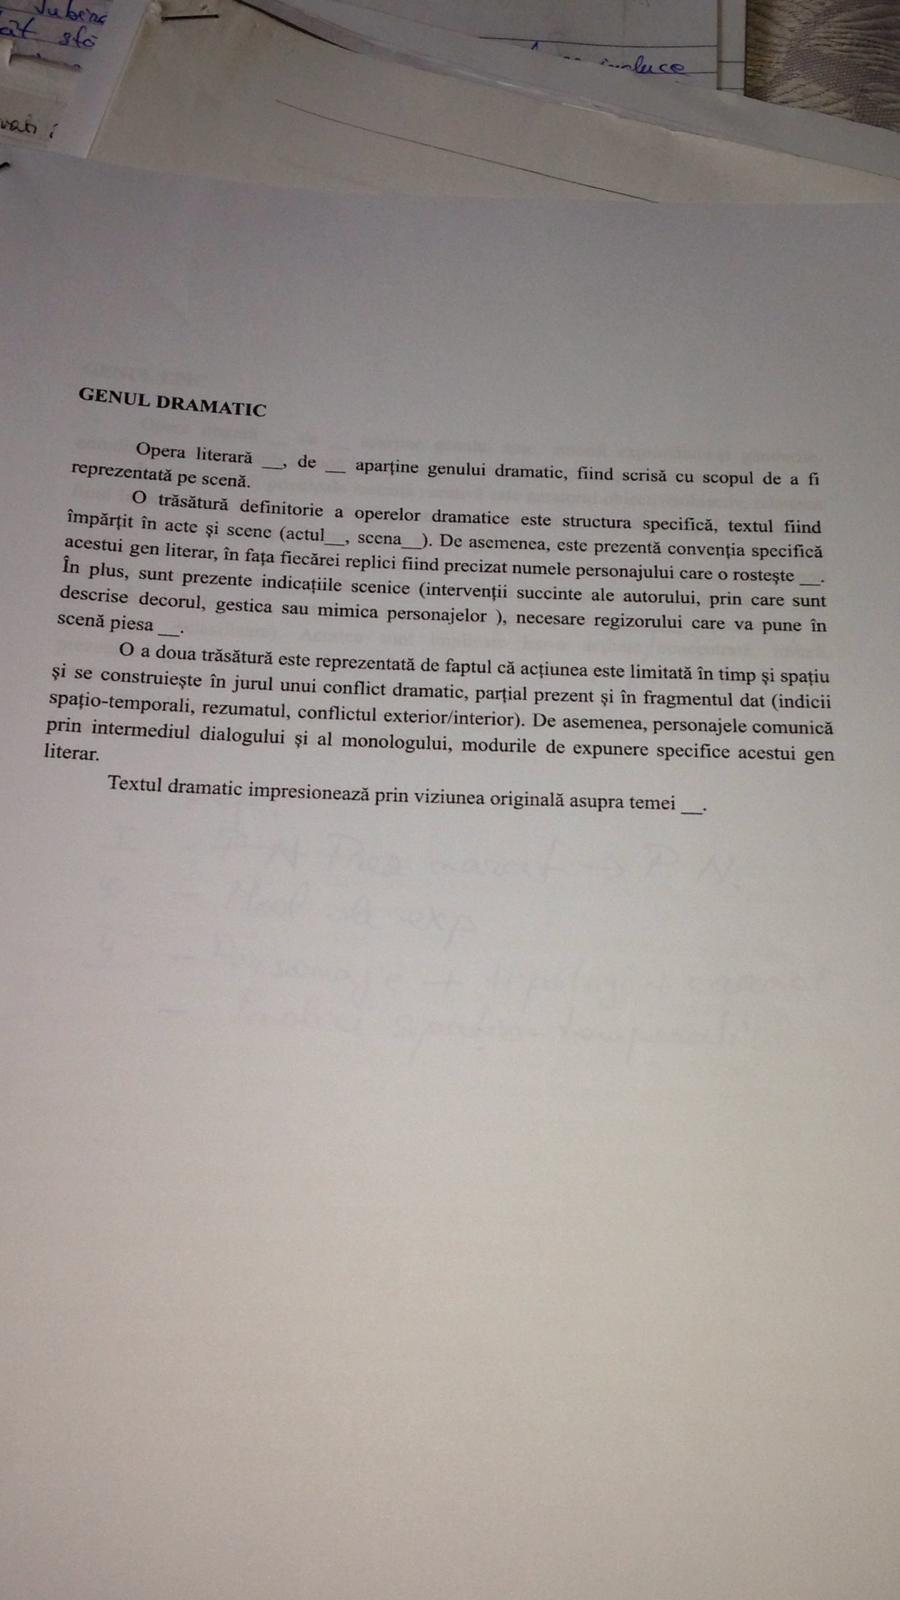 Iubirea
ăt sfâ
GENUL DRAMATIC
Opera literară __, de __ aparține genului dramatic, fiind scrisă cu scopul de a fi
reprezentată pe scenă.
O trăsătură definitorie a operelor dramatice este structura specifică, textul fiind
împărțit în acte și scene (actul__, scena__). De asemenea, este prezentă convenția specifică
acestui gen literar, în fața fiecărei replici fiind precizat numele personajului care o rostește __.
În plus, sunt prezente indicațiile scenice (intervenții succinte ale autorului, prin care sunt
descrise decorul, gestica sau mimica personajelor ), necesare regizorului care va pune în
scenă piesa __.
O a doua trăsătură este reprezentată de faptul că acțiunea este limitată în timp și spațiu
și se construiește în jurul unui conflict dramatic, parțial prezent și în fragmentul dat (indicii
spațio-temporali, rezumatul, conflictul exterior/interior). De asemenea, personajele comunică
prin intermediul dialogului și al monologului, modurile de expunere specifice acestui gen
literar.
Textul dramatic impresionează prin viziunea originală asupra temei __.